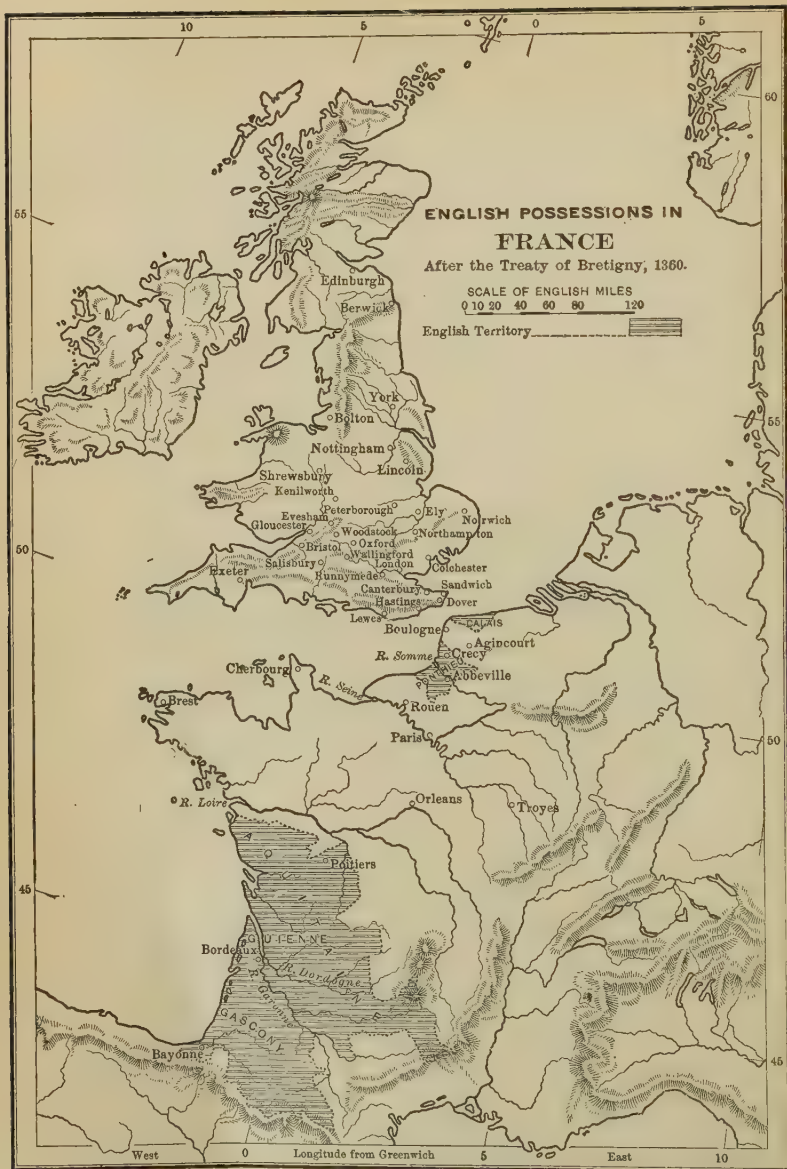 10 5 0 5
60
55
ENGLISH POSSESSIONS IN
FRANCE
After the Treaty of Bretigny, 1360.
SCALE OF ENGLISH MILES
0 10 20 40 60 80 120
English Territory
Edinburgh
Berwick
York
Bolton
55
Nottingham
Lincoln
Shrewsbury
Kenilworth
Peterborough
Ely
Norwich
Evesham
Gloucester
Woodstock
Northampton
50
Bristol
Oxford
Wallingford
London
Colchester
Exeter
Salisbury
Runnymede
Canterbury
Sandwich
Hastings
Dover
Lewes
Boulogne
CALAIS
Agincourt
R. Somme
Crecy
PONTHIEU
Abbeville
Cherbourg
R. Seine
Brest
Rouen
Paris
50
R. Loire
Orleans
Troyes
AQUITAINE
Poitiers
45
GUIENNE
Bordeaux
R. Dordogne
R. Garonne
GASCONY
Bayonne
45
West 0 Longitude from Greenwich 5 East 10